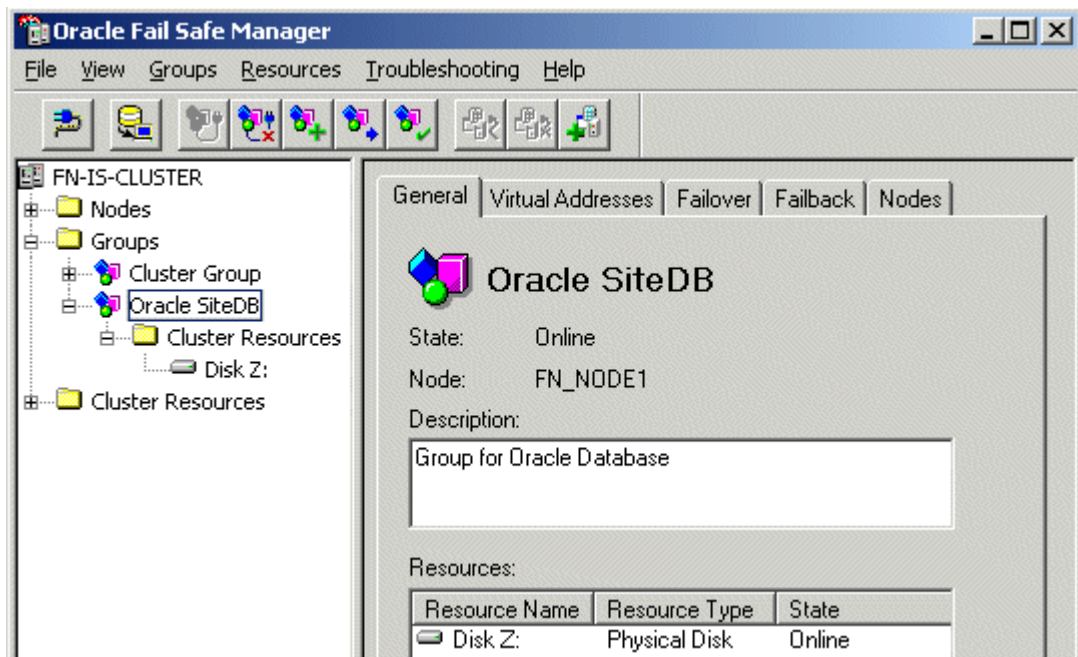 Oracle Fail Safe Manager
File View Groups Resources Troubleshooting Help
FN-IS-CLUSTER
Nodes
Groups
Cluster Group
Oracle SiteDB
Cluster Resources
Disk Z:
Cluster Resources
General Virtual Addresses Failover Failback Nodes
Oracle SiteDB
State: Online
Node: FN_NODE1
Description:
Group for Oracle Database
Resources:
Resource Name Resource Type State
Disk Z: Physical Disk Online